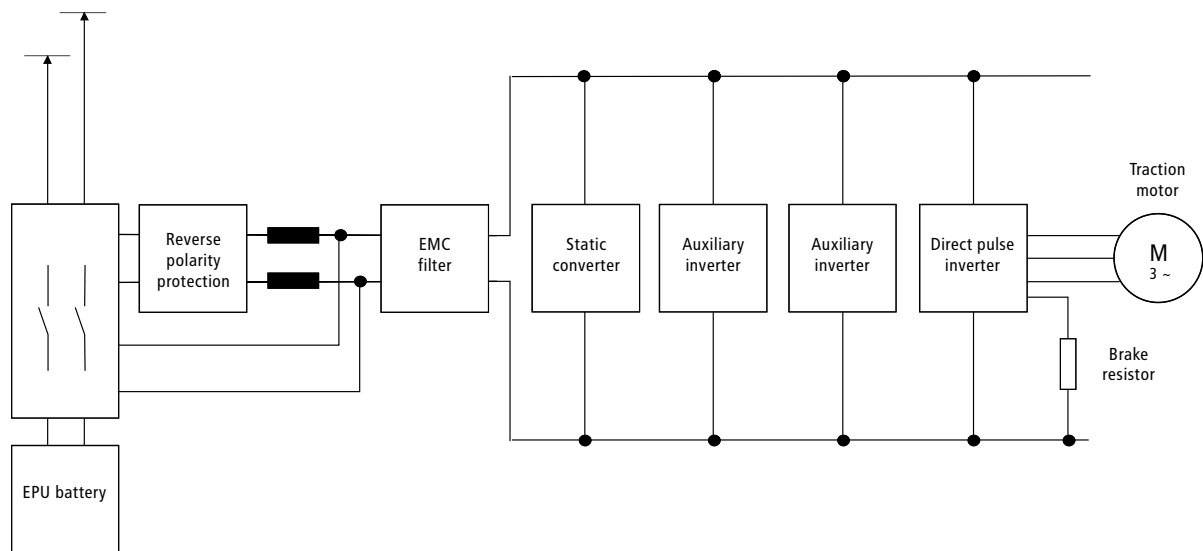 Traction
motor
Reverse
polarity
protection
EMC
filter
Static
converter
Auxiliary
inverter
Auxiliary
inverter
Direct pulse
inverter
M
3 ~
Brake
resistor
EPU battery